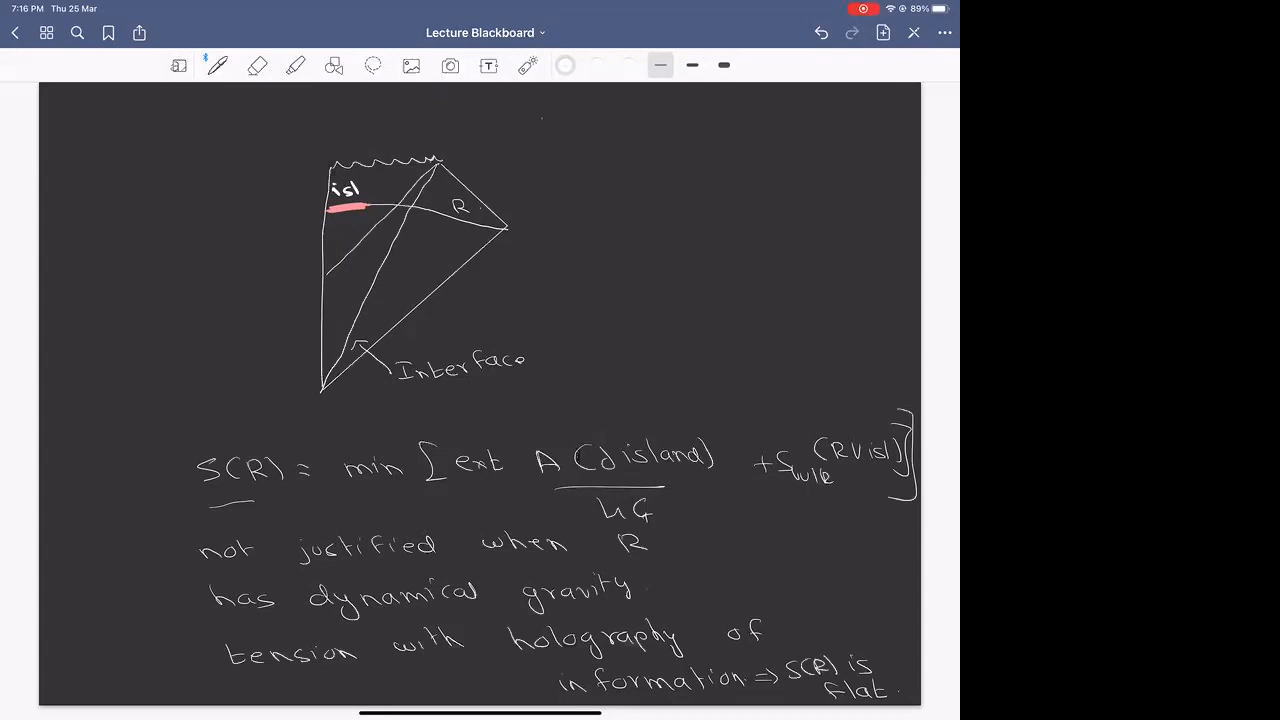 7:16 PM Thu 25 Mar
89%
Lecture Blackboard
T
isl
R
Interface
S(R) = min [ ext A(∂ island) / 4G + S_bulk (R ∪ isl) ]
not justified when R
has dynamical gravity
tension with holography of
information ⇒ S(R) is
flat.